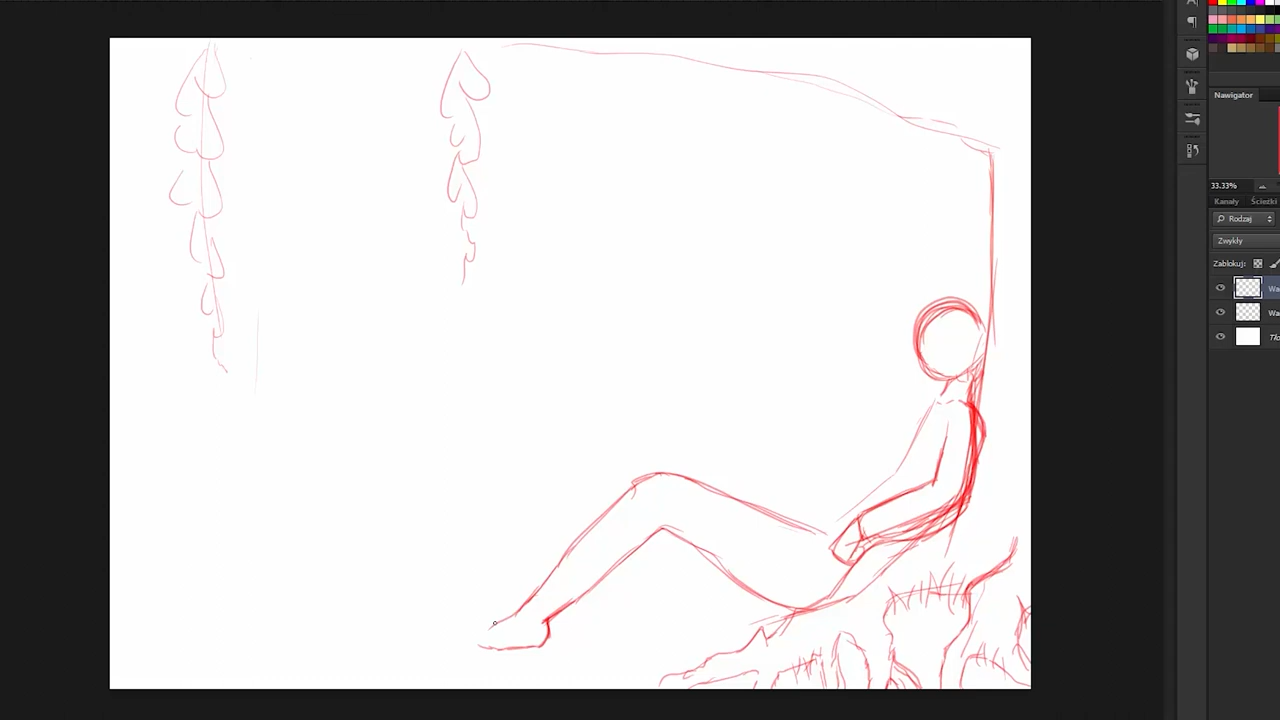 Nawigator
33.33%
Kanały Ścieżki
Rodzaj
Zwykły
Zablokuj: